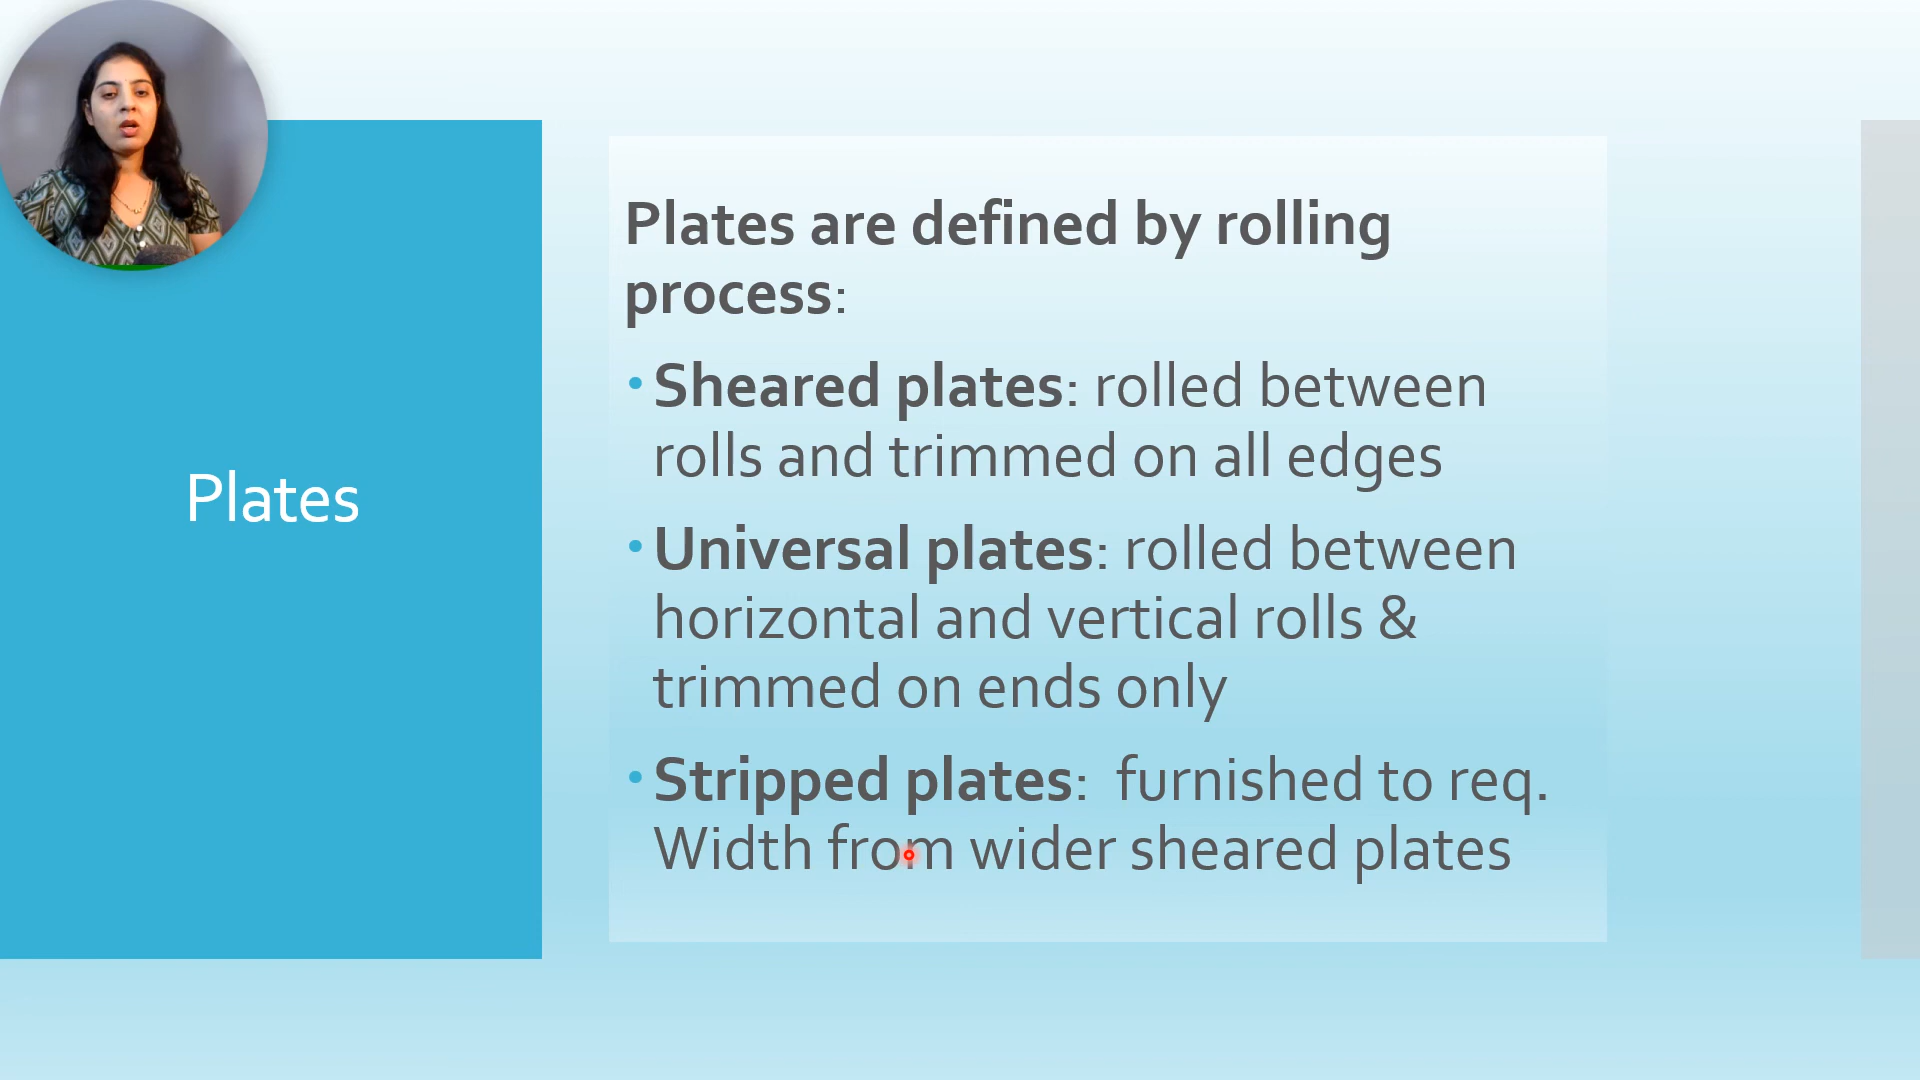 Plates
Plates are defined by rolling
process:
• Sheared plates: rolled between
rolls and trimmed on all edges
• Universal plates: rolled between
horizontal and vertical rolls &
trimmed on ends only
• Stripped plates:  furnished to req.
Width from wider sheared plates